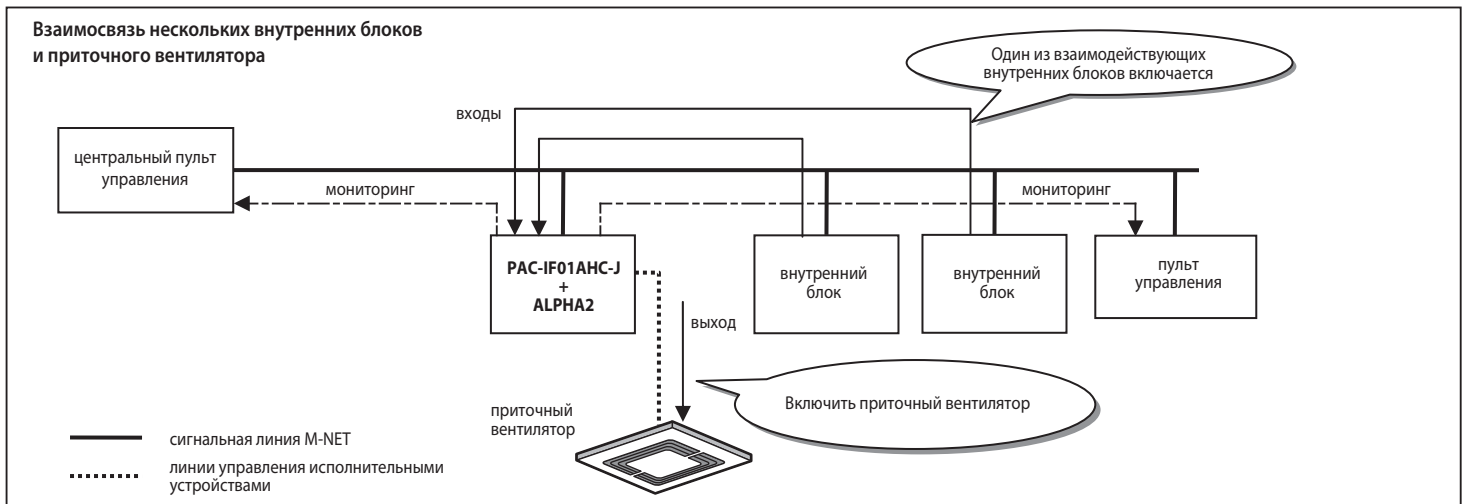 Взаимосвязь нескольких внутренних блоков
и приточного вентилятора
Один из взаимодействующих
внутренних блоков включается
входы
центральный пульт
управления
мониторинг
мониторинг
PAC-IF01AHC-J
+
ALPHA2
внутренний
блок
внутренний
блок
пульт
управления
выход
Включить приточный вентилятор
приточный
вентилятор
сигнальная линия M-NET
линии управления исполнительными
устройствами